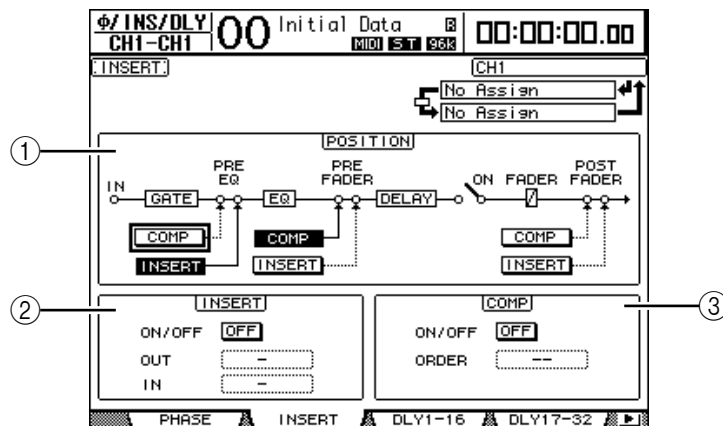 φ/INS/DLY
CH1-CH1
00
Initial Data
MIDI ST 96k
00:00:00.00
INSERT
CH1
No Assign
No Assign
1
POSITION
IN
GATE
PRE EQ
EQ
PRE FADER
DELAY
ON
FADER
POST FADER
COMP
COMP
COMP
INSERT
INSERT
INSERT
2
INSERT
ON/OFF OFF
OUT -
IN -
3
COMP
ON/OFF OFF
ORDER --
PHASE INSERT DLY1-16 DLY17-32